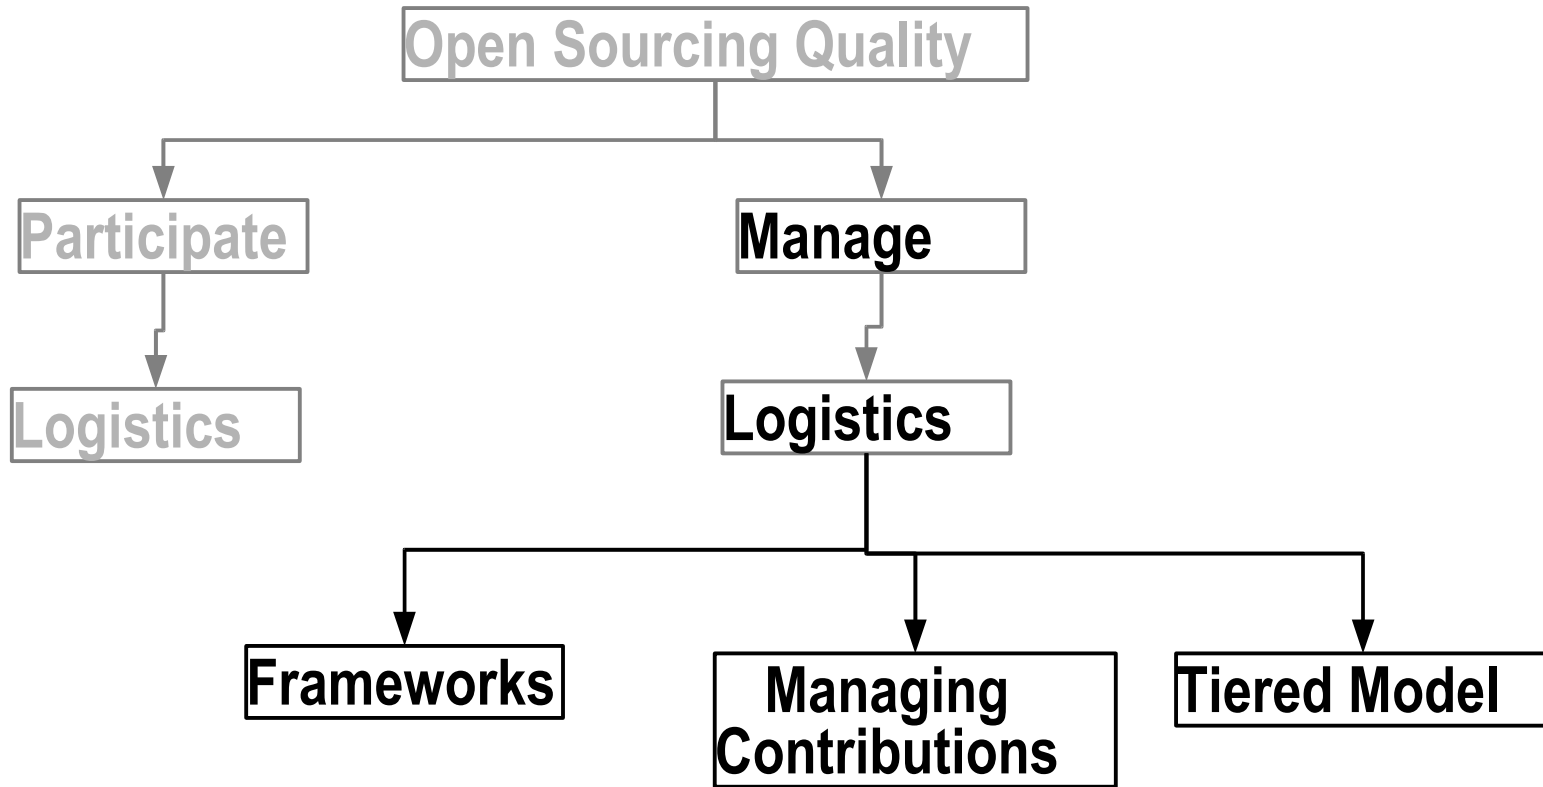 Open Sourcing Quality
Participate
Manage
Logistics
Logistics
Frameworks
Managing
Contributions
Tiered Model